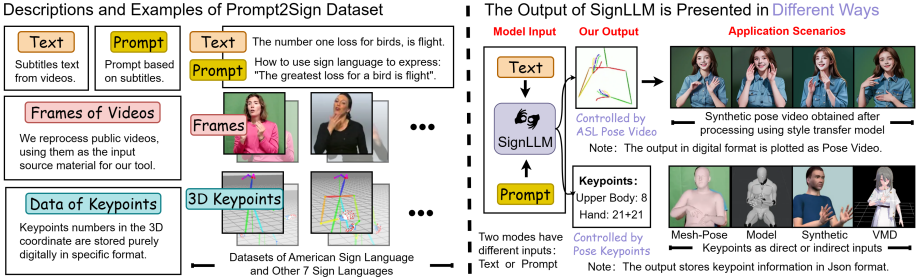 Descriptions and Examples of Prompt2Sign Dataset
Text
Subtitles text
from videos.
Prompt
Prompt based
on subtitles.
Text
The number one loss for birds, is flight.
Prompt
How to use sign language to express:
"The greatest loss for a bird is flight".
Frames of Videos
We reprocess public videos,
using them as the input
source material for our tool.
Frames
Data of Keypoints
Keypoints numbers in the 3D
coordinate are stored purely
digitally in specific format.
3D Keypoints
Datasets of American Sign Language
and Other 7 Sign Languages
The Output of SignLLM is Presented in Different Ways
Model Input
Our Output
Application Scenarios
Text
SignLLM
Prompt
Two modes have
different inputs:
Text or Prompt
Controlled by
ASL Pose Video
Keypoints:
Upper Body: 8
Hand: 21+21
Controlled by
Pose Keypoints
Synthetic pose video obtained after
processing using style transfer model
Note: The output in digital format is plotted as Pose Video.
Mesh-Pose
Model
Synthetic
VMD
Keypoints as direct or indirect inputs
Note: The output stores keypoint information in Json format.